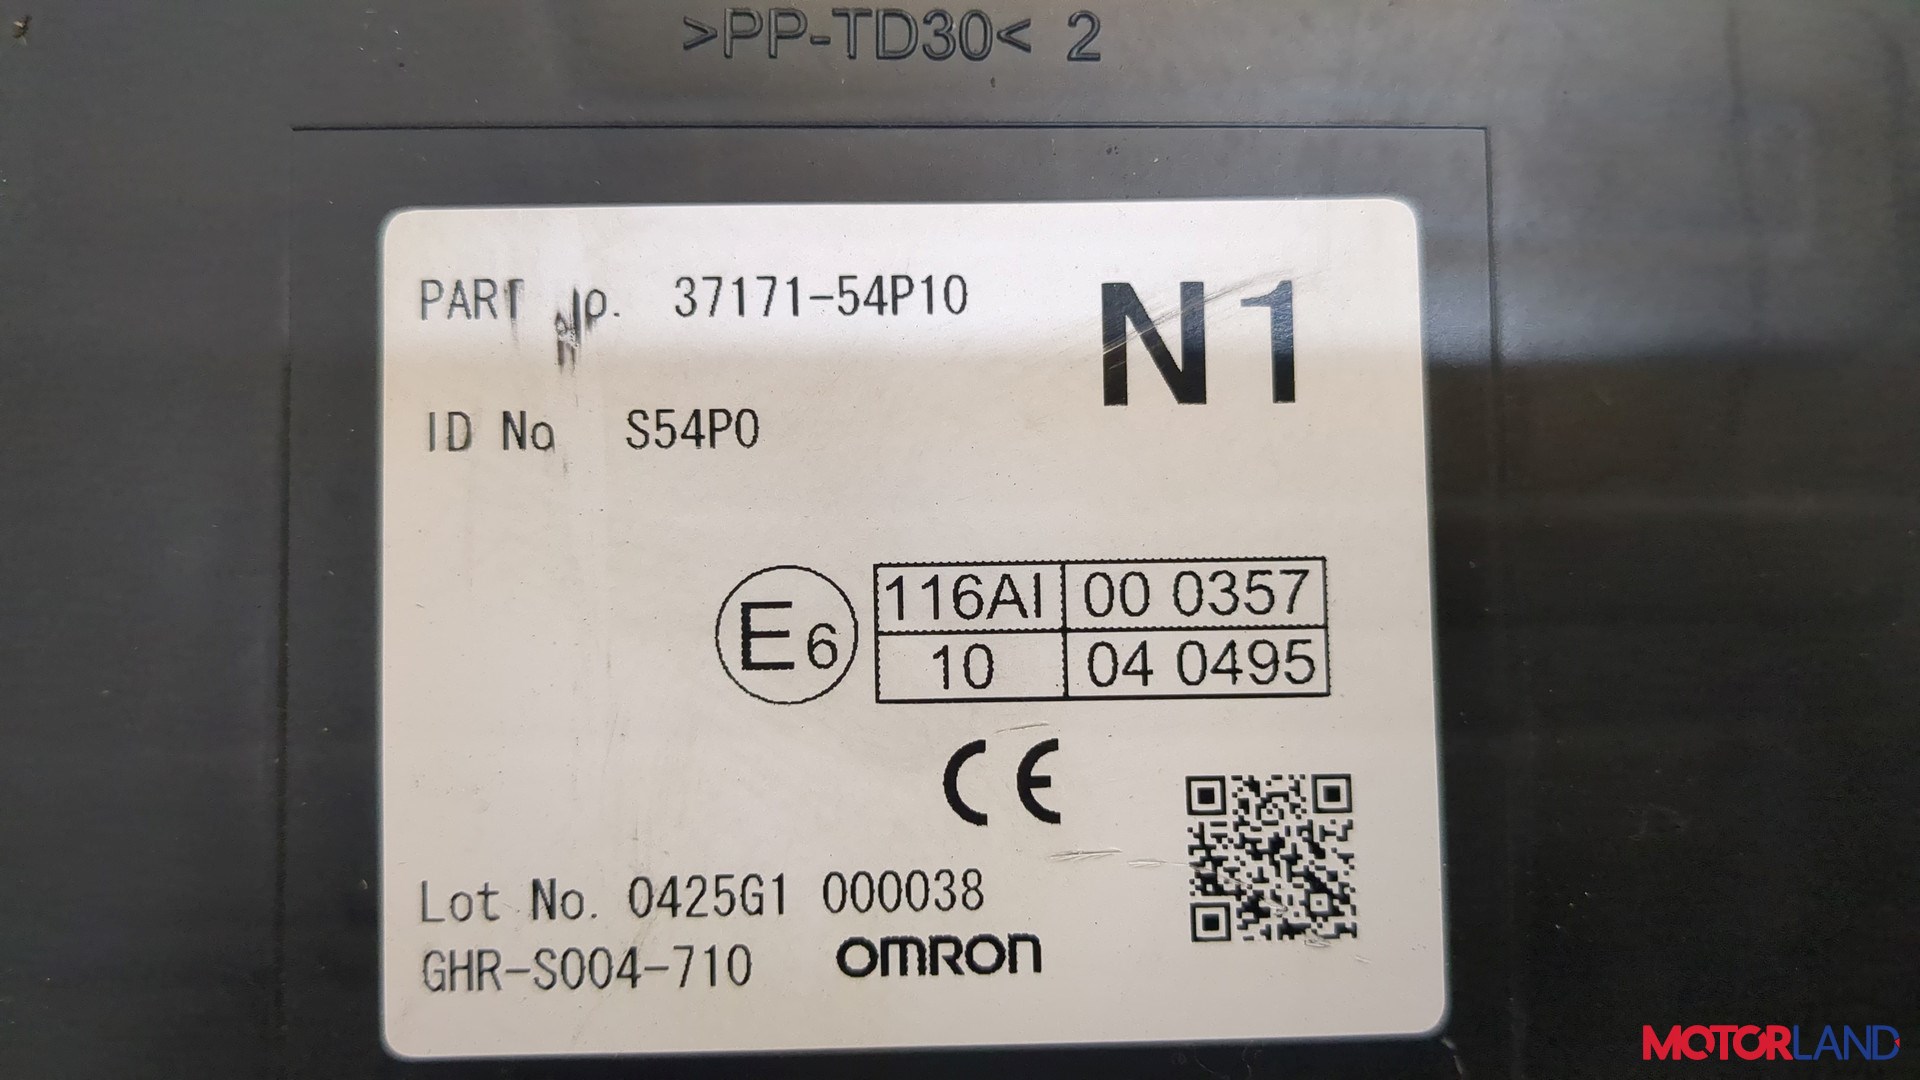 >PP-TD30< 2
PART No. 37171-54P10
N1
ID No S54P0
E6
116AI 00 0357
10 04 0495
CE
Lot No. 0425G1 000038
GHR-S004-710 OMRON
MOTORLAND